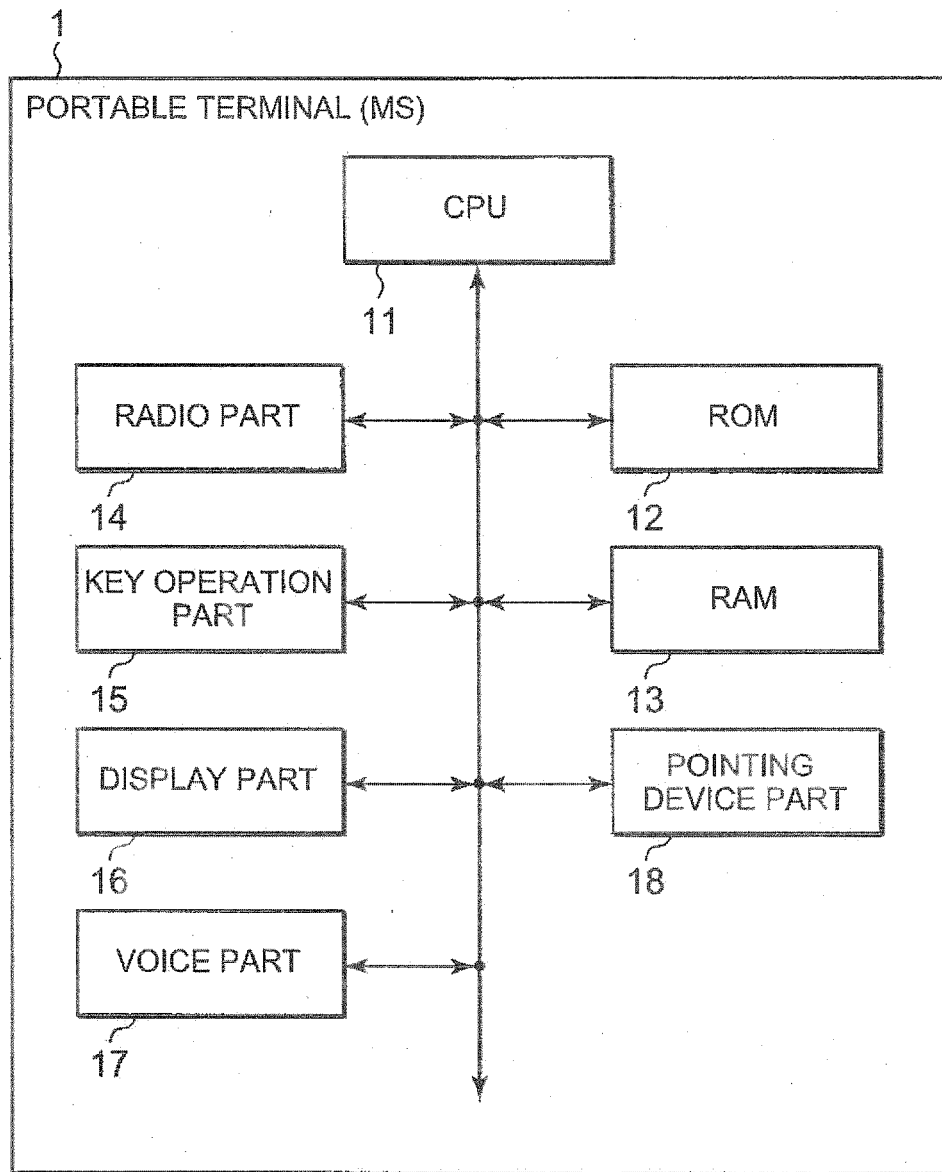 1
PORTABLE TERMINAL (MS)
CPU
11
RADIO PART
14
ROM
12
KEY OPERATION
PART
15
RAM
13
DISPLAY PART
16
POINTING
DEVICE PART
18
VOICE PART
17